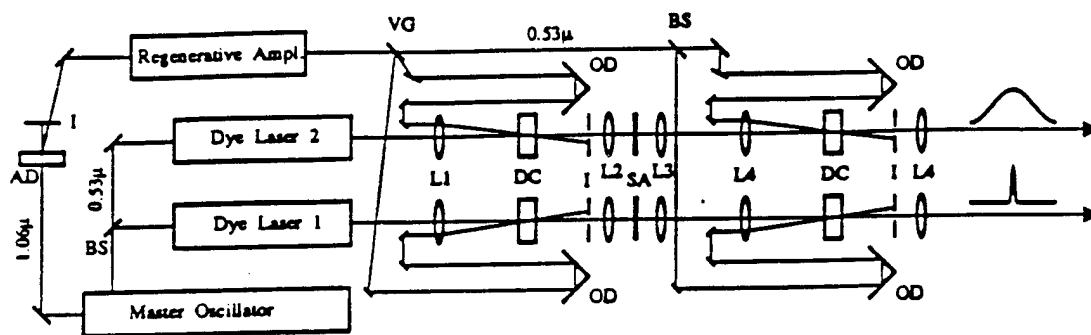 VG
0.53μ
BS
Regenerative Ampl.
OD
OD
I
Dye Laser 2
AD
L1
DC
I
L2
SA
L3
L4
DC
I
L4
0.53μ
1.06μ
BS
Dye Laser 1
OD
OD
Master Oscillator